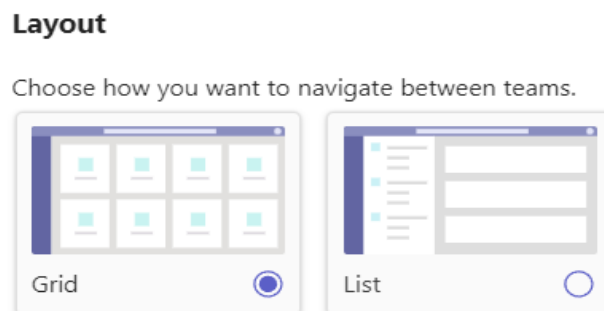 Layout
Choose how you want to navigate between teams.
Grid
List